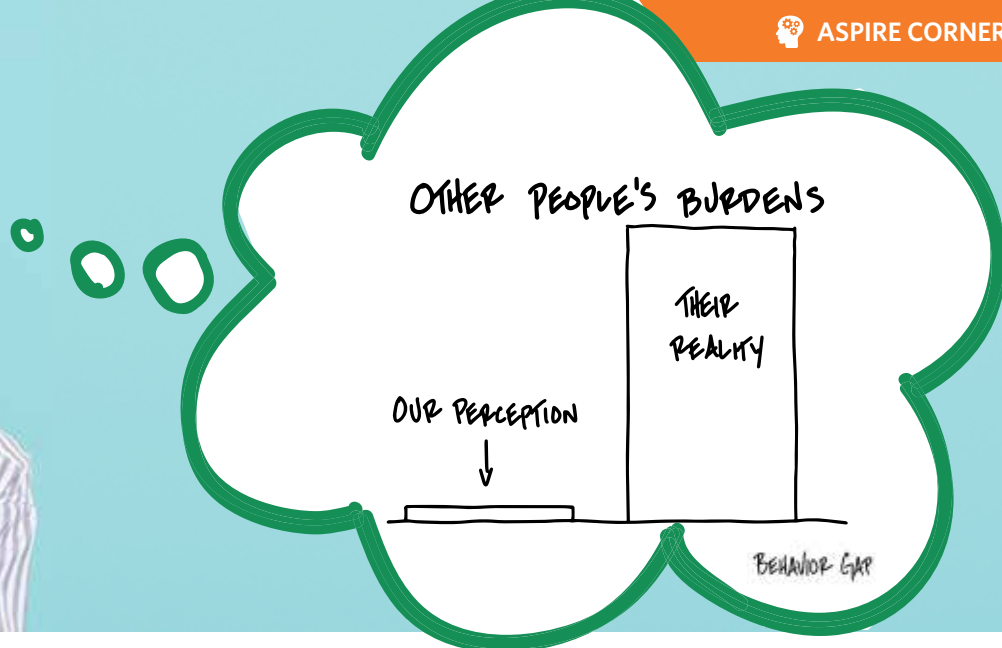 ASPIRE CORNER
OTHER PEOPLE'S BURDENS
THEIR
REALITY
OUR PERCEPTION
BEHAVIOR GAP